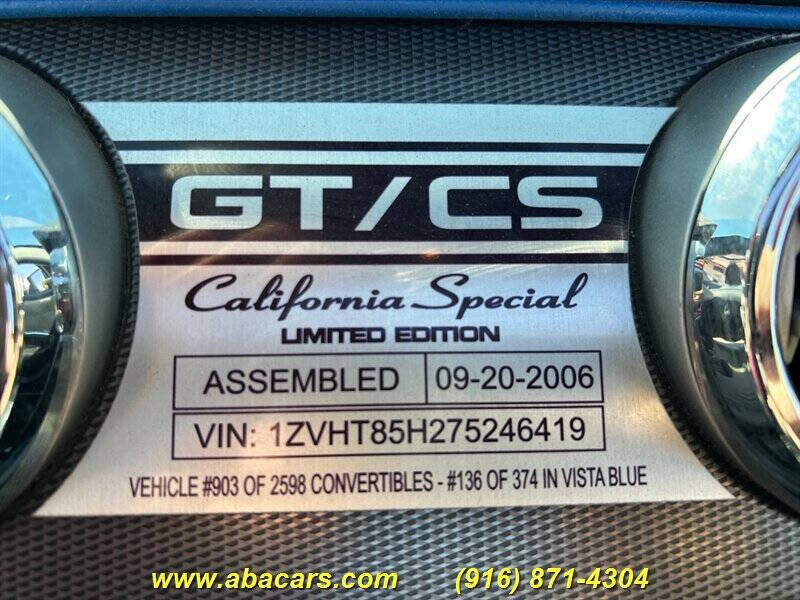 GT/CS
California Special
LIMITED EDITION
ASSEMBLED 09-20-2006
VIN: 1ZVHT85H275246419
VEHICLE #903 OF 2598 CONVERTIBLES - #136 OF 374 IN VISTA BLUE
www.abacars.com (916) 871-4304